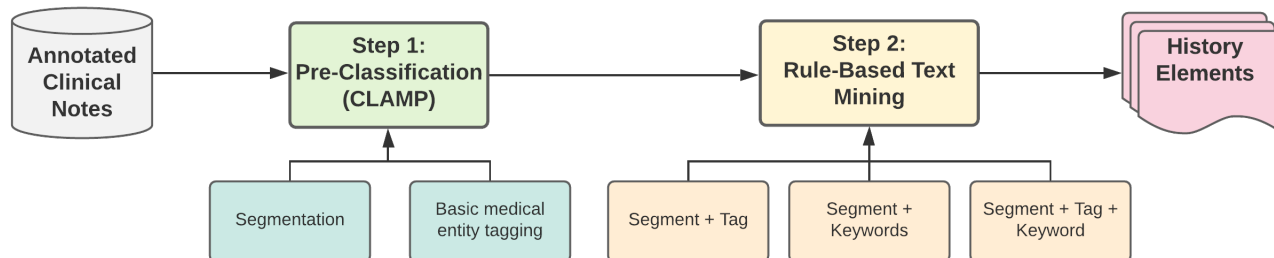 Annotated
Clinical
Notes
Step 1:
Pre-Classification
(CLAMP)
Step 2:
Rule-Based Text
Mining
History
Elements
Segmentation
Basic medical
entity tagging
Segment + Tag
Segment +
Keywords
Segment + Tag +
Keyword